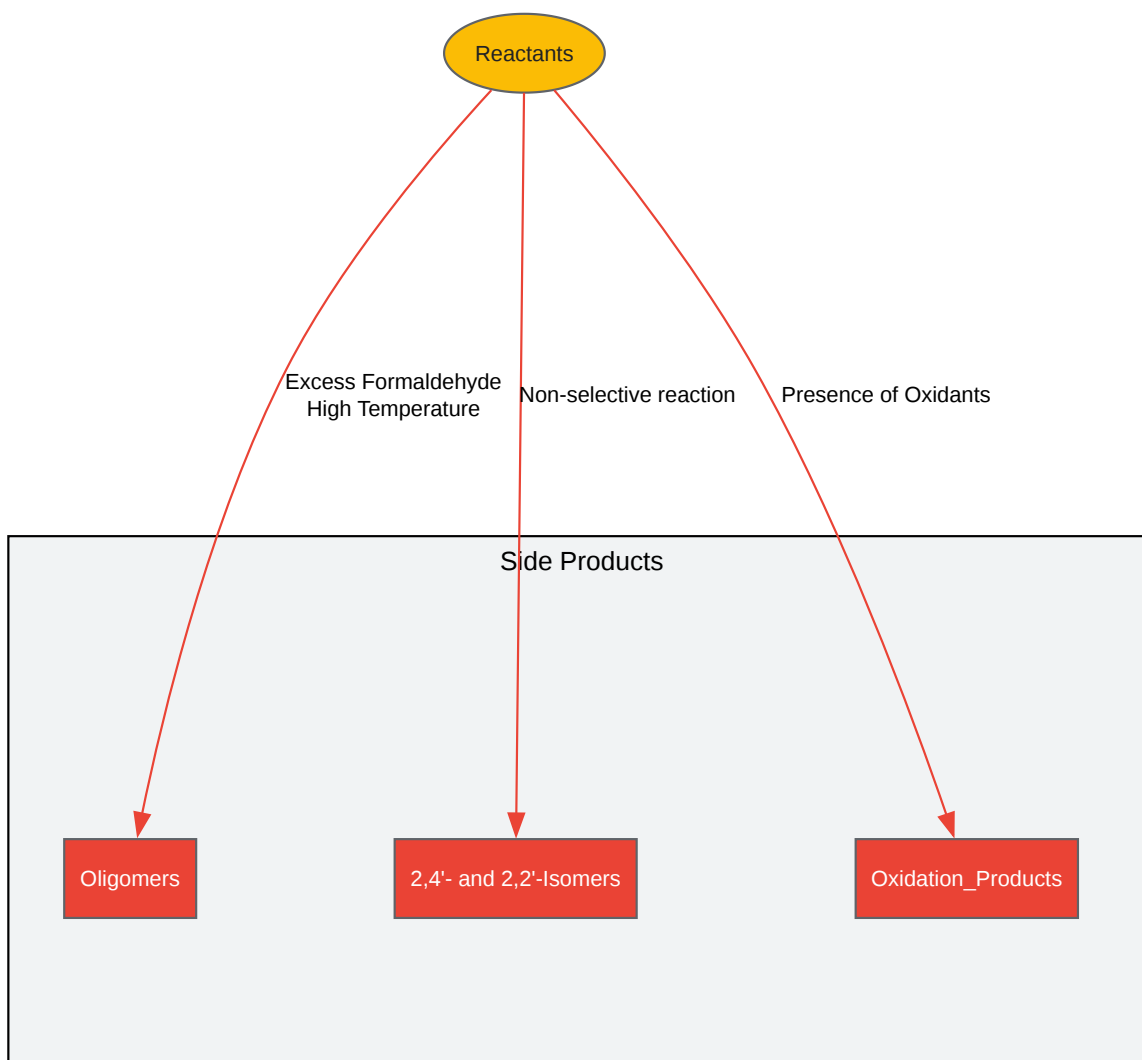 Reactants
Excess Formaldehyde
High Temperature
Non-selective reaction
Presence of Oxidants
Side Products
Oligomers
2,4'- and 2,2'-Isomers
Oxidation_Products